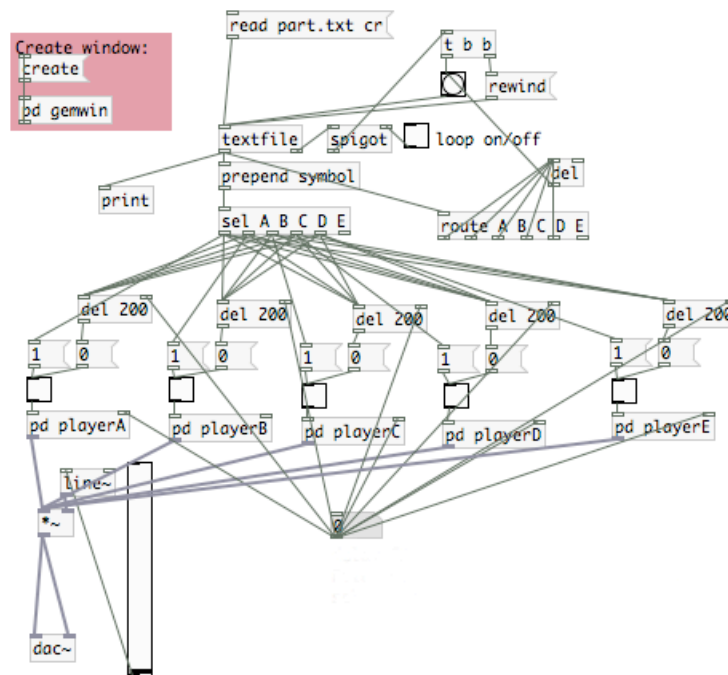 read part.txt cr
Create window:
t b b
create
rewind
pd gemwin
textfile
spigot
loop on/off
prepend symbol
del
print
sel A B C D E
route A B C D E
del 200
del 200
del 200
del 200
del 200
1
0
1
0
1
0
1
0
1
0
pd playerA
pd playerB
pd playerC
pd playerD
pd playerE
line~
*~
0
dac~